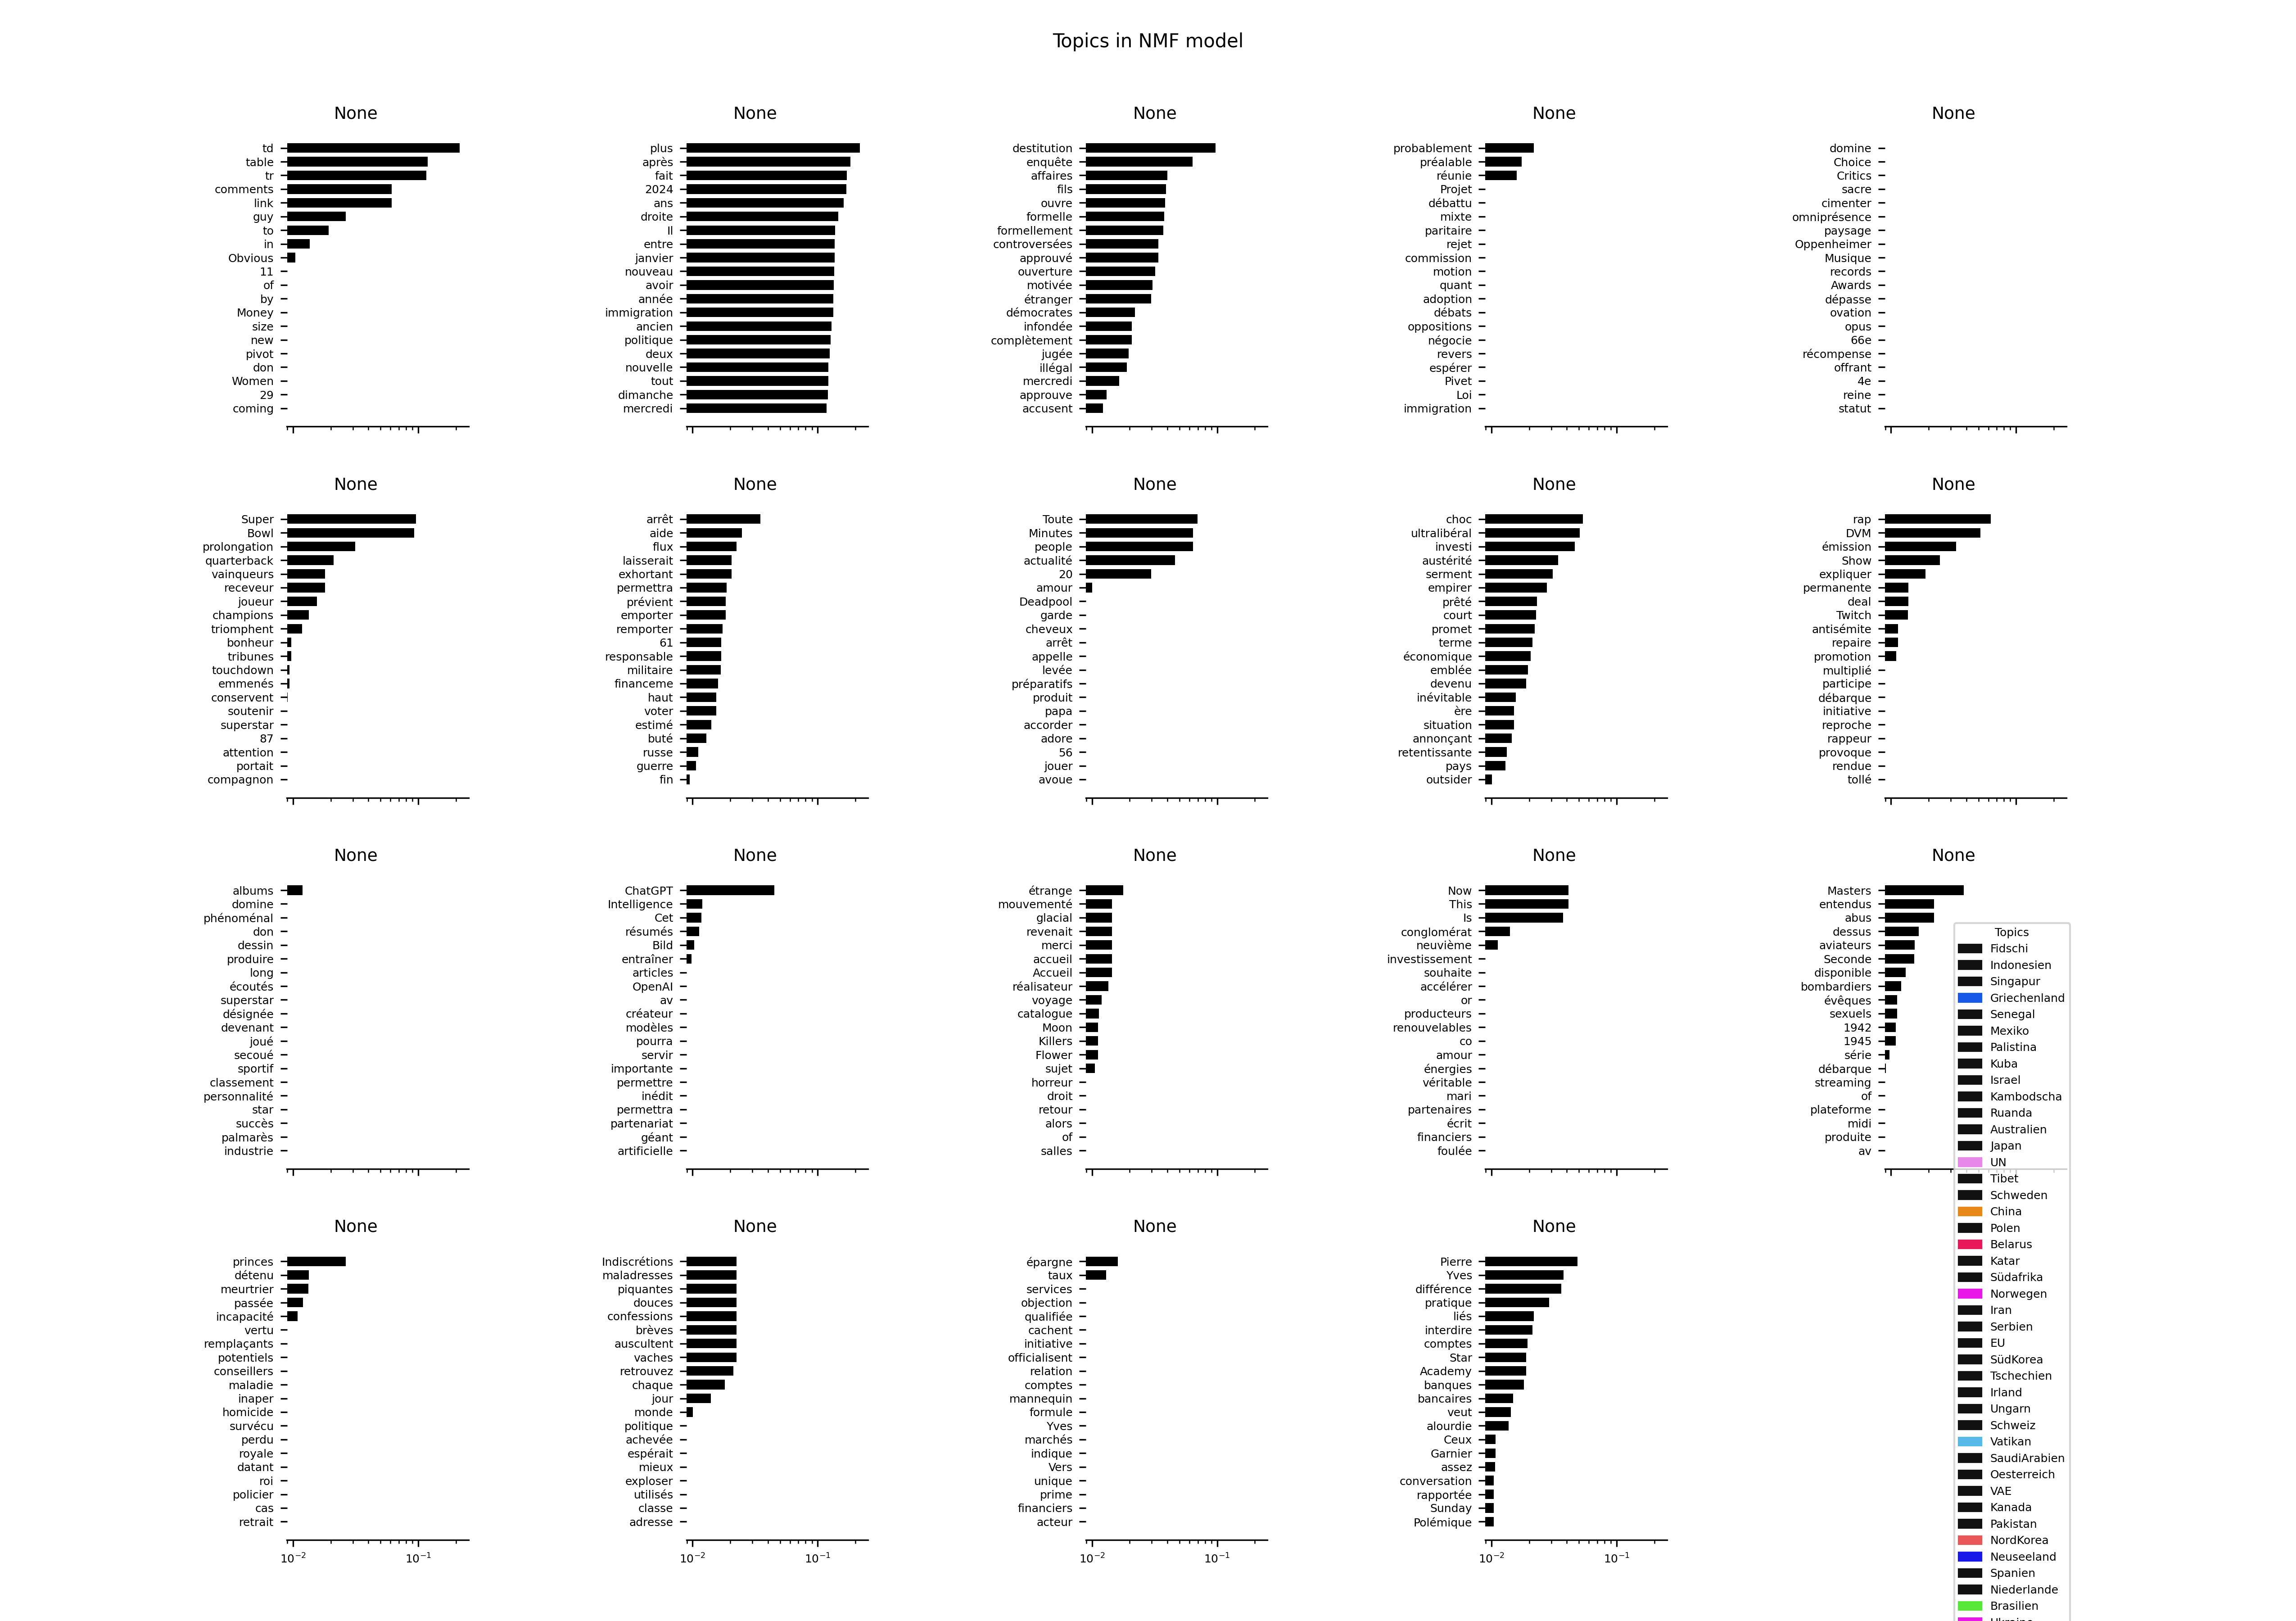 Topics in NMF model
None
td
table
tr
comments
link
guy
to
in
Obvious
11
of
by
Money
size
new
pivot
don
Women
29
coming
None
plus
après
fait
2024
ans
droite
Il
entre
janvier
nouveau
avoir
année
immigration
ancien
politique
deux
nouvelle
tout
dimanche
mercredi
None
destitution
enquête
affaires
fils
ouvre
formelle
formellement
controversées
approuvé
ouverture
motivée
étranger
démocrates
infondée
complètement
jugée
illégal
mercredi
approuve
accusent
None
probablement
préalable
réunie
Projet
débattu
mixte
paritaire
rejet
commission
motion
quant
adoption
débats
oppositions
négocie
revers
espérer
Pivet
Loi
immigration
None
domine
Choice
Critics
sacre
cimenter
omniprésence
paysage
Oppenheimer
Musique
records
Awards
dépasse
ovation
opus
66e
récompense
offrant
4e
reine
statut
None
Super
Bowl
prolongation
quarterback
vainqueurs
receveur
joueur
champions
triomphent
bonheur
tribunes
touchdown
emmenés
conservent
soutenir
superstar
87
attention
portait
compagnon
None
arrêt
aide
flux
laisserait
exhortant
permettra
prévient
emporter
remporter
61
responsable
militaire
financeme
haut
voter
estimé
buté
russe
guerre
fin
None
Toute
Minutes
people
actualité
20
amour
Deadpool
garde
cheveux
arrêt
appelle
levée
préparatifs
produit
papa
accorder
adore
56
jouer
avoue
None
choc
ultralibéral
investi
austérité
serment
empirer
prêté
court
promet
terme
économique
emblée
devenu
inévitable
ère
situation
annonçant
retentissante
pays
outsider
None
rap
DVM
émission
Show
expliquer
permanente
deal
Twitch
antisémite
repaire
promotion
multiplié
participe
débarque
initiative
reproche
rappeur
provoque
rendue
tollé
None
albums
domine
phénoménal
don
dessin
produire
long
écoutés
superstar
désignée
devenant
joué
secoué
sportif
classement
personnalité
star
succès
palmarès
industrie
None
ChatGPT
Intelligence
Cet
résumés
Bild
entraîner
articles
OpenAI
av
créateur
modèles
pourra
servir
importante
permettre
inédit
permettra
partenariat
géant
artificielle
None
étrange
mouvementé
glacial
revenait
merci
accueil
Accueil
réalisateur
voyage
catalogue
Moon
Killers
Flower
sujet
horreur
droit
retour
alors
of
salles
None
Now
This
Is
conglomérat
neuvième
investissement
souhaite
accélérer
or
producteurs
renouvelables
co
amour
énergies
véritable
mari
partenaires
écrit
financiers
foulée
None
Masters
entendus
abus
dessus
aviateurs
Seconde
disponible
bombardiers
évêques
sexuels
1942
1945
série
débarque
streaming
of
plateforme
midi
produite
av
None
princes
détenu
meurtrier
passée
incapacité
vertu
remplaçants
potentiels
conseillers
maladie
inaper
homicide
survécu
perdu
royale
datant
roi
policier
cas
retrait
10⁻² 10⁻¹
None
Indiscrétions
maladresses
piquantes
douces
confessions
brèves
auscultent
vaches
retrouvez
chaque
jour
monde
politique
achevée
espérait
mieux
exploser
utilisés
classe
adresse
10⁻² 10⁻¹
None
épargne
taux
services
objection
qualifiée
cachent
initiative
officialisent
relation
comptes
mannequin
formule
Yves
marchés
indique
Vers
unique
prime
financiers
acteur
10⁻² 10⁻¹
None
Pierre
Yves
différence
pratique
liés
interdire
comptes
Star
Academy
banques
bancaires
veut
alourdie
Ceux
Garnier
assez
conversation
rapportée
Sunday
Polémique
10⁻² 10⁻¹
Topics
Fidschi
Indonesien
Singapur
Griechenland
Senegal
Mexiko
Palistina
Kuba
Israel
Kambodscha
Ruanda
Australien
Japan
UN
Tibet
Schweden
China
Polen
Belarus
Katar
Südafrika
Norwegen
Iran
Serbien
EU
SüdKorea
Tschechien
Irland
Ungarn
Schweiz
Vatikan
SaudiArabien
Oesterreich
VAE
Kanada
Pakistan
NordKorea
Neuseeland
Spanien
Niederlande
Brasilien